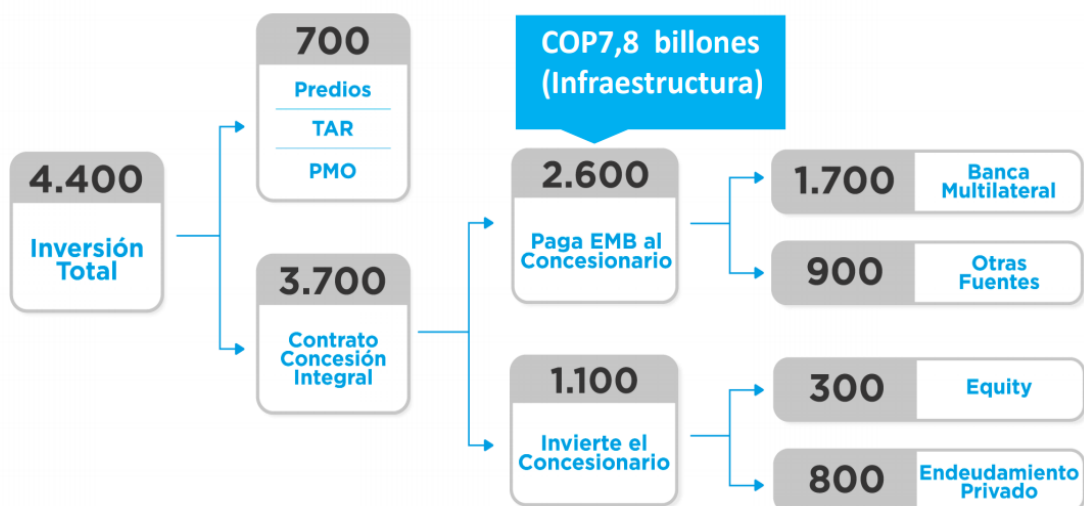 700
Predios
TAR
PMO
COP7,8 billones
(Infraestructura)
4.400
Inversión
Total
3.700
Contrato
Concesión
Integral
2.600
Paga EMB al
Concesionario
1.700
Banca
Multilateral
900
Otras
Fuentes
1.100
Invierte el
Concesionario
300
Equity
800
Endeudamiento
Privado